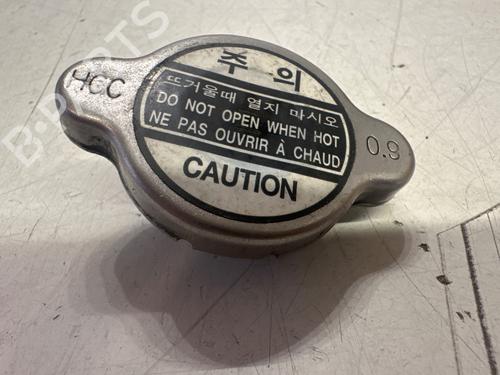 주 의
뜨거울때 열지 마시오
DO NOT OPEN WHEN HOT
NE PAS OUVRIR À CHAUD
CAUTION
HCC
0.9